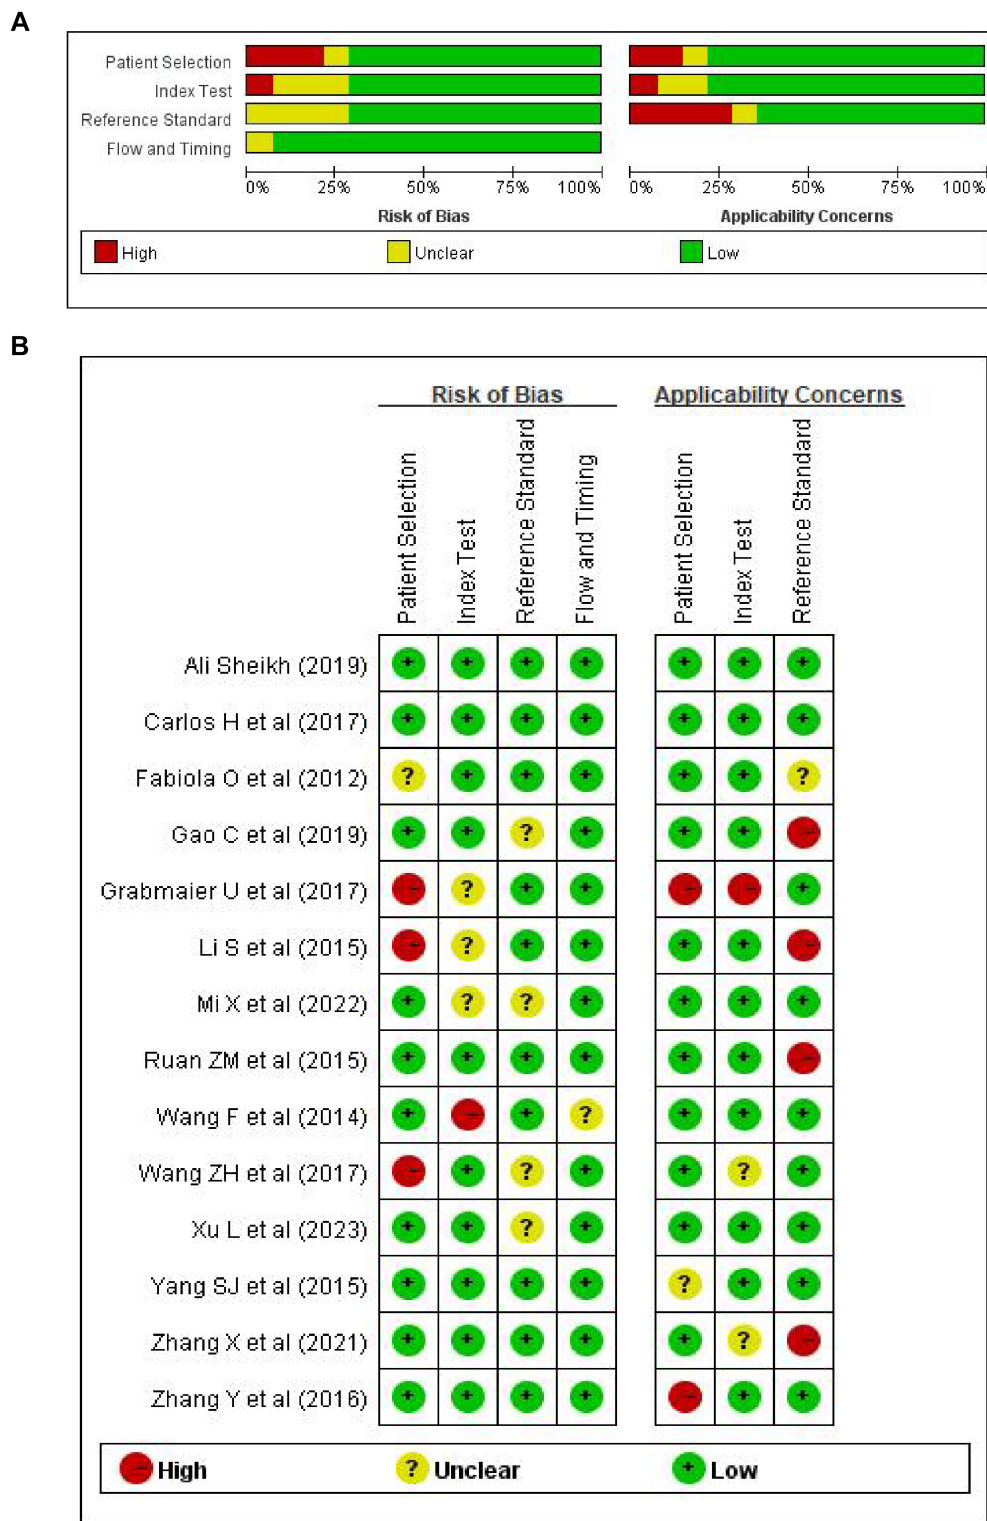 A
Patient Selection
Index Test
Reference Standard
Flow and Timing
0% 25% 50% 75% 100% 0% 25% 50% 75% 100%
Risk of Bias Applicability Concerns
High Unclear Low
B
Risk of Bias Applicability Concerns
Patient Selection Index Test Reference Standard Flow and Timing Patient Selection Index Test Reference Standard
Ali Sheikh (2019) + + + + + + +
Carlos H et al (2017) + + + + + + +
Fabiola O et al (2012) ? + + + + + ?
Gao C et al (2019) + + ? + + + -
Grabmaier U et al (2017) - ? + + - - +
Li S et al (2015) - ? + + + + -
Mi X et al (2022) + ? ? + + + +
Ruan ZM et al (2015) + + + + + + -
Wang F et al (2014) + - + ? + + +
Wang ZH et al (2017) - + ? + + ? +
Xu L et al (2023) + + ? + + + +
Yang SJ et al (2015) + + + + ? + +
Zhang X et al (2021) + + + + + ? -
Zhang Y et al (2016) + + + + - + +
- High ? Unclear + Low